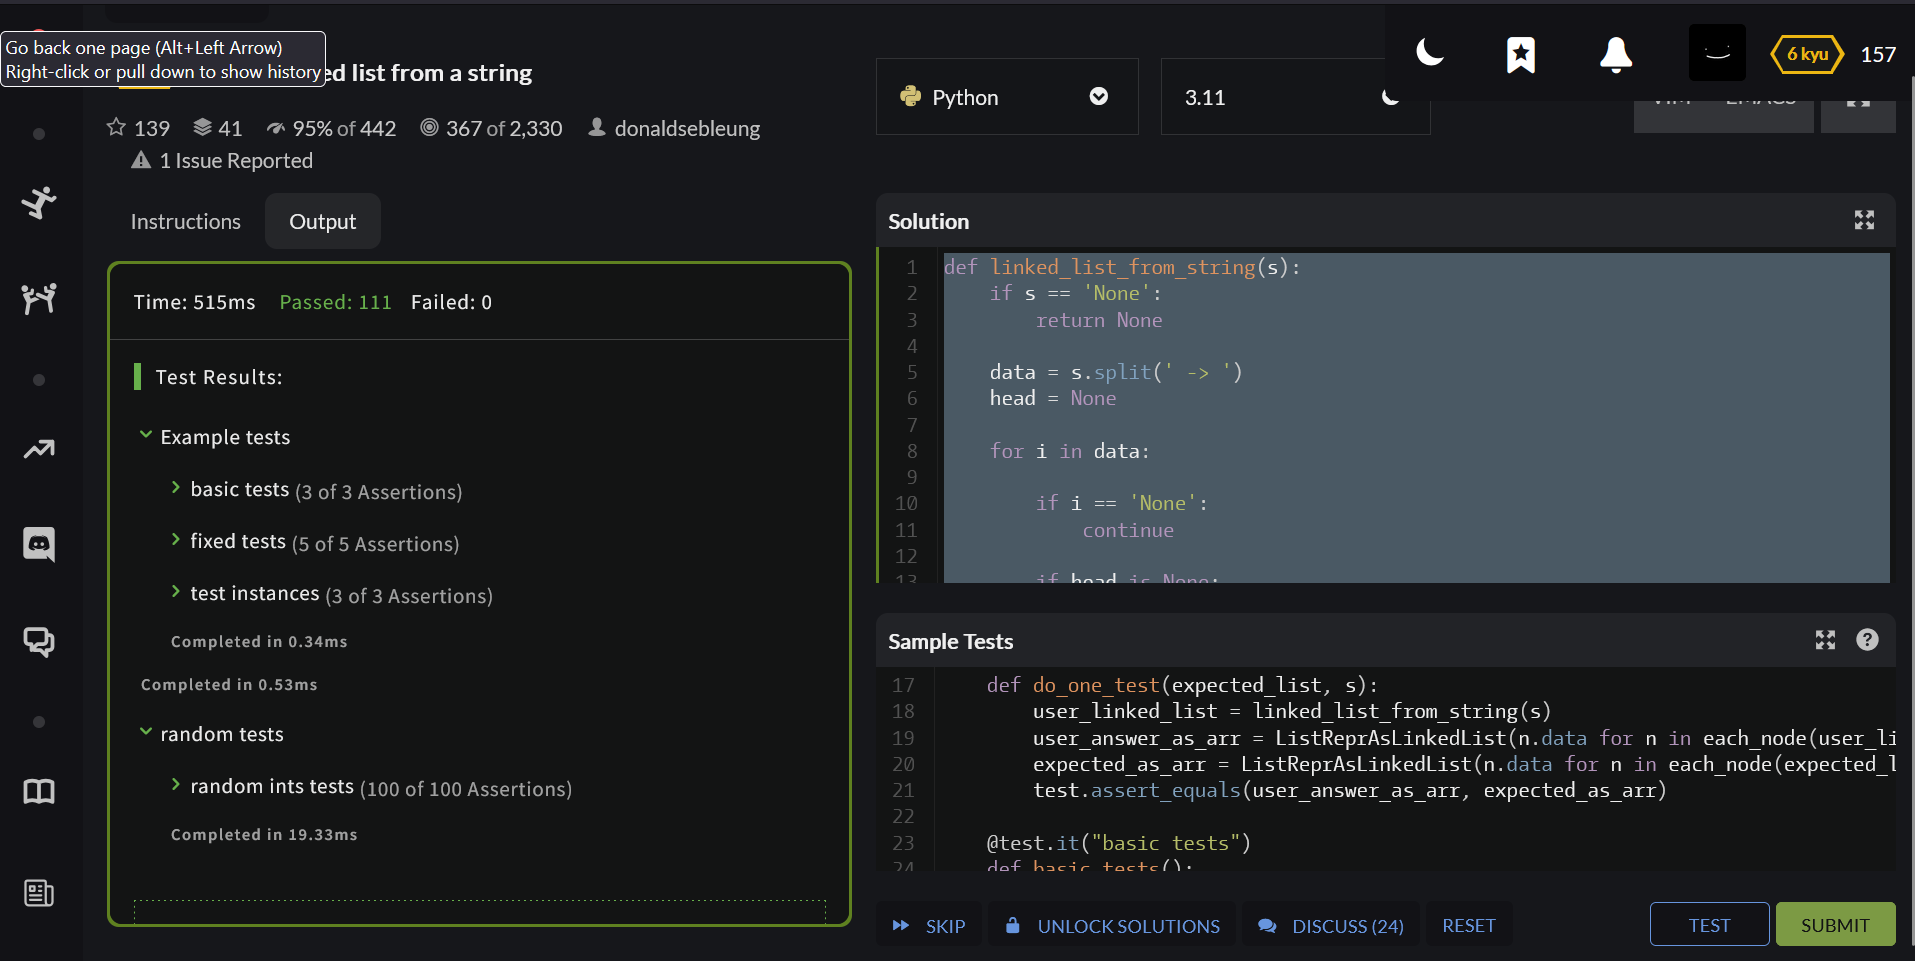 Go back one page (Alt+Left Arrow)
Right-click or pull down to show history
ed list from a string
139 41 95% of 442 367 of 2,330 donaldsebleung
1 Issue Reported
Python
3.11
6 kyu 157
Instructions Output
Time: 515ms Passed: 111 Failed: 0
Test Results:
Example tests
basic tests (3 of 3 Assertions)
fixed tests (5 of 5 Assertions)
test instances (3 of 3 Assertions)
Completed in 0.34ms
Completed in 0.53ms
random tests
random ints tests (100 of 100 Assertions)
Completed in 19.33ms
Solution
1 def linked_list_from_string(s):
2 if s == 'None':
3 return None
4
5 data = s.split(' -> ')
6 head = None
7
8 for i in data:
9
10 if i == 'None':
11 continue
12
13 if head is None:
Sample Tests
17 def do_one_test(expected_list, s):
18 user_linked_list = linked_list_from_string(s)
19 user_answer_as_arr = ListReprAsLinkedList(n.data for n in each_node(user_li
20 expected_as_arr = ListReprAsLinkedList(n.data for n in each_node(expected_l
21 test.assert_equals(user_answer_as_arr, expected_as_arr)
22
23 @test.it("basic tests")
24 def basic_tests():
SKIP UNLOCK SOLUTIONS DISCUSS (24) RESET TEST SUBMIT